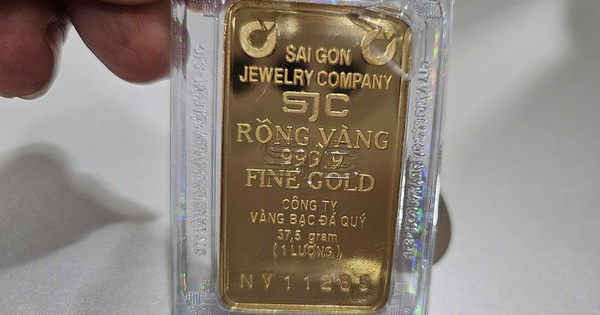 SAI GON
JEWELRY COMPANY
SJC
RỒNG VÀNG
999.9
FINE GOLD
CÔNG TY
VÀNG BẠC ĐÁ QUÝ
37,5 gram
(1 LƯỢNG)